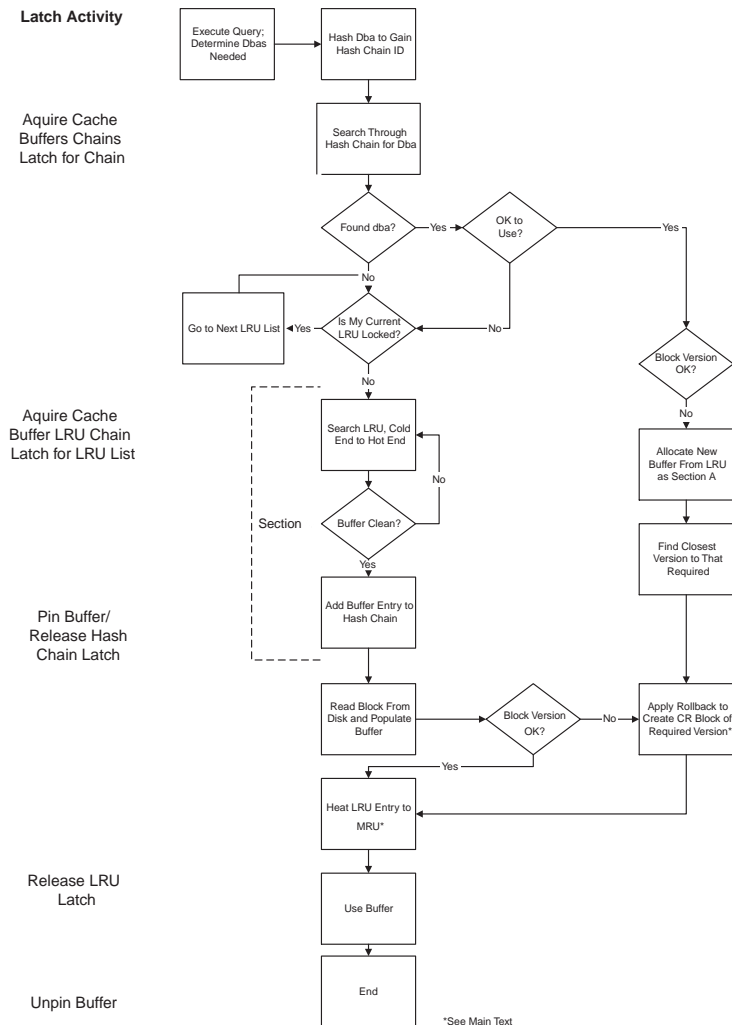 Latch Activity
Execute Query;
Determine Dbas
Needed
Hash Dba to Gain
Hash Chain ID
Aquire Cache
Buffers Chains
Latch for Chain
Search Through
Hash Chain for Dba
Found dba?
Yes
OK to
Use?
Yes
No
Go to Next LRU List
Yes
Is My Current
LRU Locked?
No
Block Version
OK?
No
No
Aquire Cache
Buffer LRU Chain
Latch for LRU List
Search LRU, Cold
End to Hot End
No
Allocate New
Buffer From LRU
as Section A
Section
Buffer Clean?
Yes
Find Closest
Version to That
Required
Pin Buffer/
Release Hash
Chain Latch
Add Buffer Entry to
Hash Chain
Read Block From
Disk and Populate
Buffer
Block Version
OK?
No
Apply Rollback to
Create CR Block of
Required Version*
Yes
Heat LRU Entry to
MRU*
Release LRU
Latch
Use Buffer
Unpin Buffer
End
*See Main Text